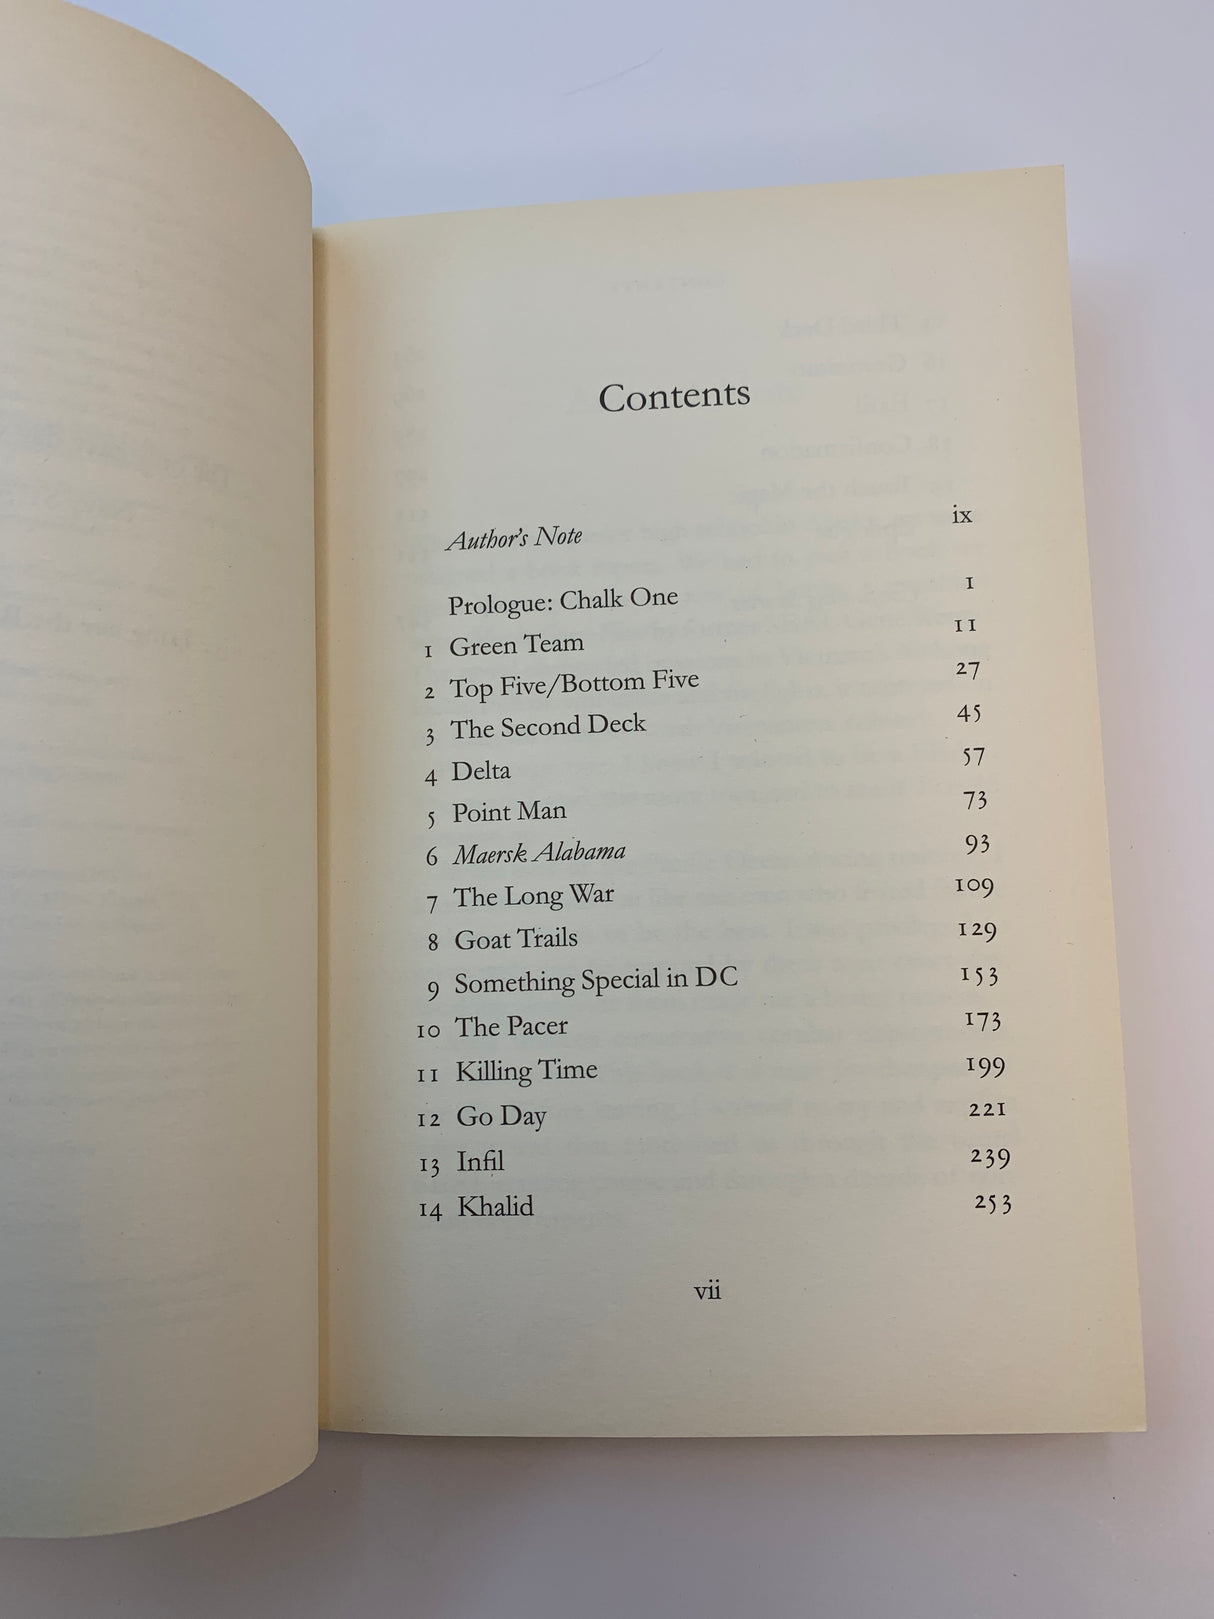 Contents
Author's Note ix
Prologue: Chalk One 1
1 Green Team 11
2 Top Five/Bottom Five 27
3 The Second Deck 45
4 Delta 57
5 Point Man 73
6 Maersk Alabama 93
7 The Long War 109
8 Goat Trails 129
9 Something Special in DC 153
10 The Pacer 173
11 Killing Time 199
12 Go Day 221
13 Infil 239
14 Khalid 253
vii